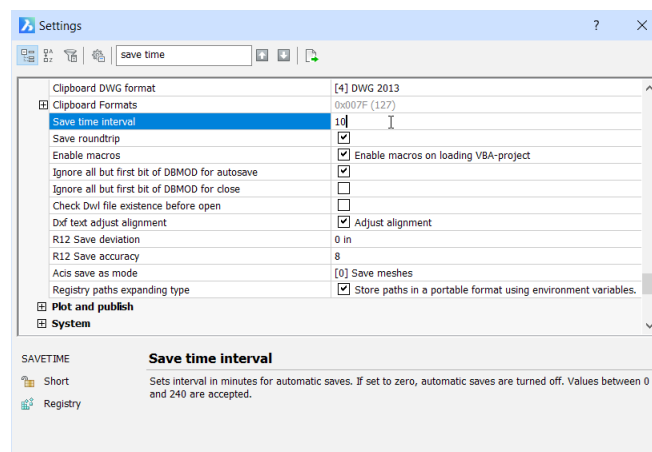 Settings ?
save time
Clipboard DWG format [4] DWG 2013
Clipboard Formats 0x007F (127)
Save time interval 10
Save roundtrip
Enable macros Enable macros on loading VBA-project
Ignore all but first bit of DBMOD for autosave
Ignore all but first bit of DBMOD for close
Check Dwl file existence before open
Dxf text adjust alignment Adjust alignment
R12 Save deviation 0 in
R12 Save accuracy 8
Acis save as mode [0] Save meshes
Registry paths expanding type Store paths in a portable format using environment variables.
Plot and publish
System
SAVETIME Save time interval
Short Sets interval in minutes for automatic saves. If set to zero, automatic saves are turned off. Values between 0
and 240 are accepted.
Registry